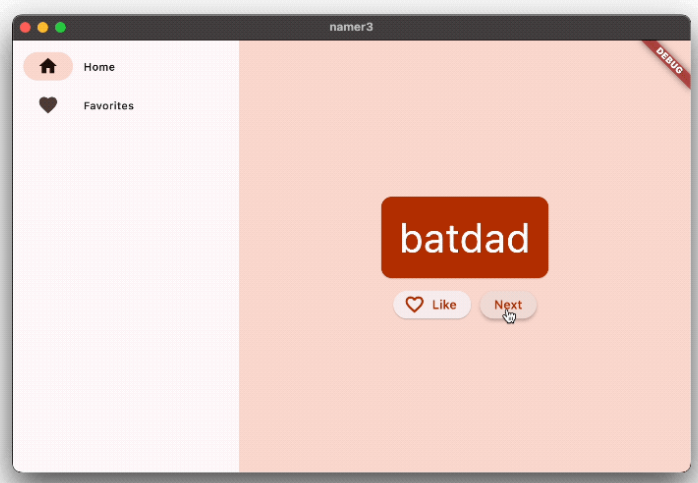 namer3
Home
Favorites
DEBUG
batdad
Like
Next